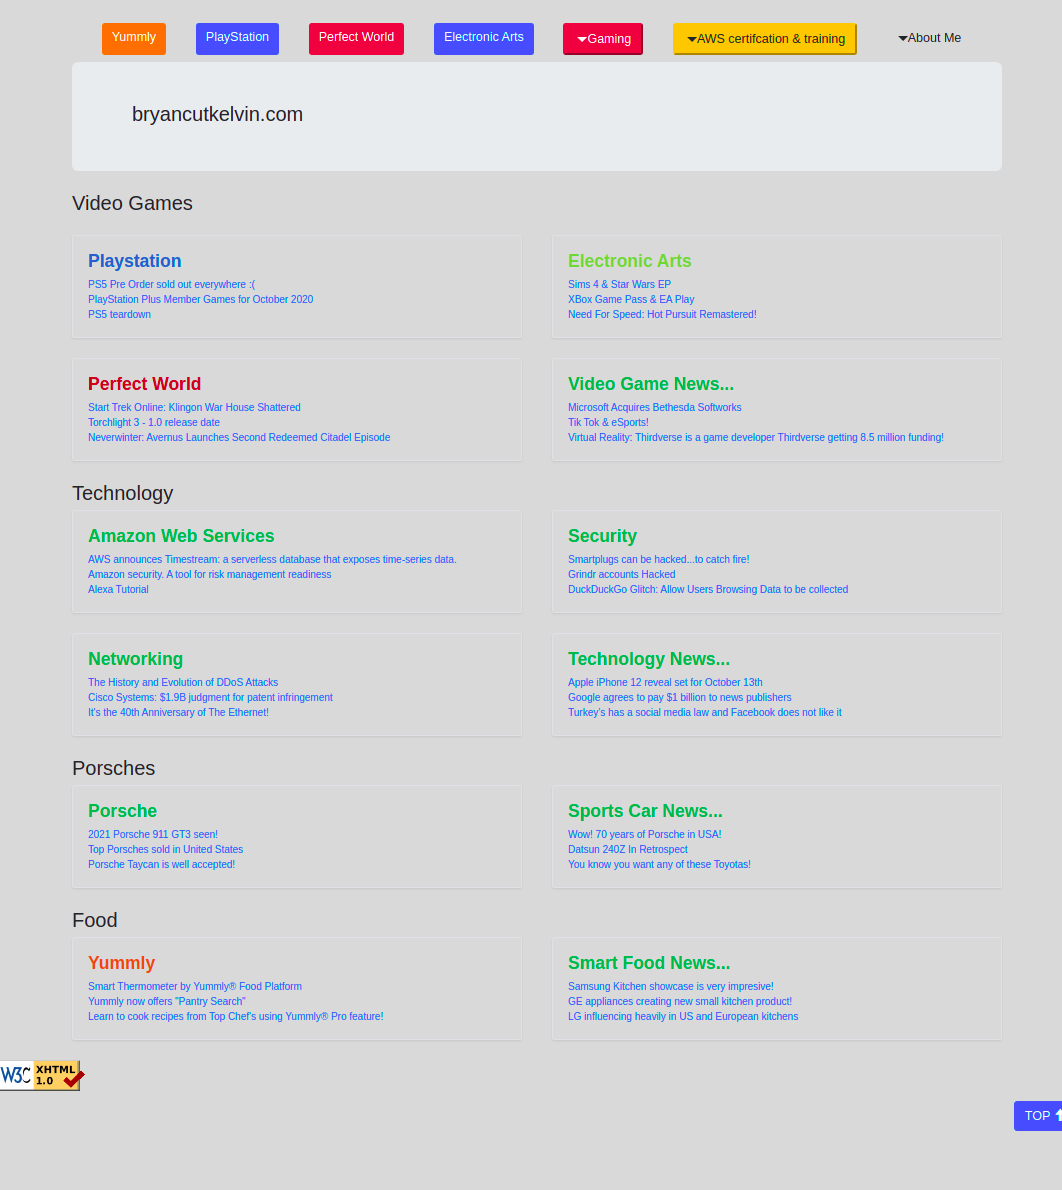 Yummly
PlayStation
Perfect World
Electronic Arts
Gaming
AWS certifcation & training
About Me
bryancutkelvin.com
Video Games
Playstation
PS5 Pre Order sold out everywhere :(
PlayStation Plus Member Games for October 2020
PS5 teardown
Electronic Arts
Sims 4 & Star Wars EP
XBox Game Pass & EA Play
Need For Speed: Hot Pursuit Remastered!
Perfect World
Start Trek Online: Klingon War House Shattered
Torchlight 3 - 1.0 release date
Neverwinter: Avernus Launches Second Redeemed Citadel Episode
Video Game News...
Microsoft Acquires Bethesda Softworks
Tik Tok & eSports!
Virtual Reality: Thirdverse is a game developer Thirdverse getting 8.5 million funding!
Technology
Amazon Web Services
AWS announces Timestream: a serverless database that exposes time-series data.
Amazon security. A tool for risk management readiness
Alexa Tutorial
Security
Smartplugs can be hacked...to catch fire!
Grindr accounts Hacked
DuckDuckGo Glitch: Allow Users Browsing Data to be collected
Networking
The History and Evolution of DDoS Attacks
Cisco Systems: $1.9B judgment for patent infringement
It's the 40th Anniversary of The Ethernet!
Technology News...
Apple iPhone 12 reveal set for October 13th
Google agrees to pay $1 billion to news publishers
Turkey's has a social media law and Facebook does not like it
Porsches
Porsche
2021 Porsche 911 GT3 seen!
Top Porsches sold in United States
Porsche Taycan is well accepted!
Sports Car News...
Wow! 70 years of Porsche in USA!
Datsun 240Z In Retrospect
You know you want any of these Toyotas!
Food
Yummly
Smart Thermometer by Yummly® Food Platform
Yummly now offers "Pantry Search"
Learn to cook recipes from Top Chef's using Yummly® Pro feature!
Smart Food News...
Samsung Kitchen showcase is very impresive!
GE appliances creating new small kitchen product!
LG influencing heavily in US and European kitchens
W3C XHTML
1.0
TOP